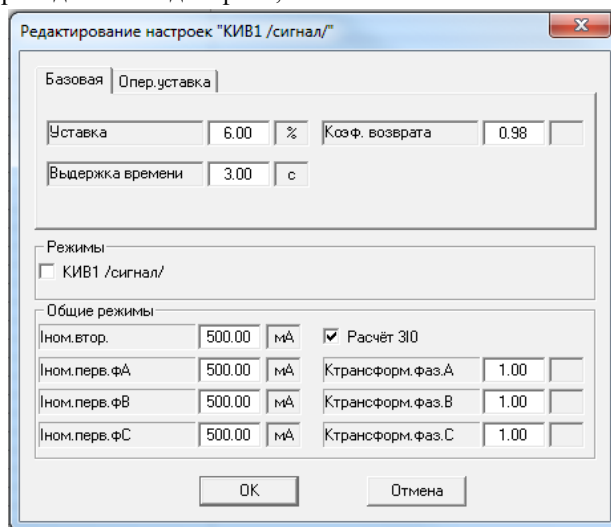 Редактирование настроек "КИВ1 /сигнал/"
Базовая Опер.уставка
Уставка 6.00 % Коэф. возврата 0.98
Выдержка времени 3.00 с
Режимы
КИВ1 /сигнал/
Общие режимы
Iном.втор. 500.00 мА Расчёт 3I0
Iном.перв.фА 500.00 мА Ктрансформ.фаз.А 1.00
Iном.перв.фВ 500.00 мА Ктрансформ.фаз.В 1.00
Iном.перв.фС 500.00 мА Ктрансформ.фаз.С 1.00
OK Отмена